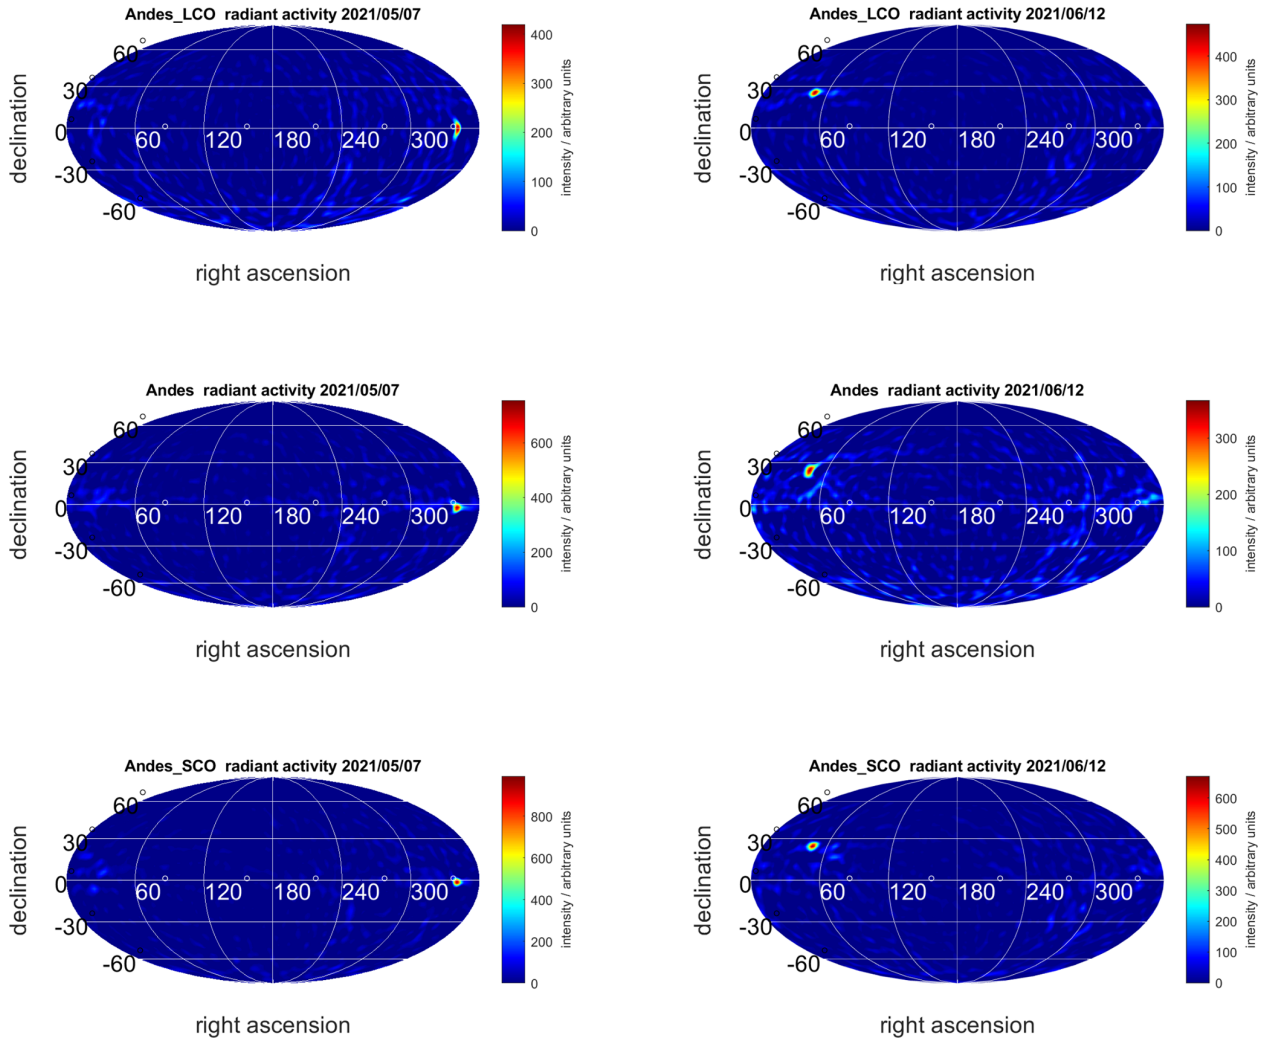 Andes_LCO radiant activity 2021/05/07
declination
60°
30°
0
-30°
-60°
60° 120° 180° 240° 300°
right ascension
400
300
200
100
0
intensity / arbitrary units
Andes_LCO radiant activity 2021/06/12
declination
60°
30°
0°
-30°
-60°
60° 120° 180° 240° 300°
right ascension
400
300
200
100
0
intensity / arbitrary units
Andes radiant activity 2021/05/07
declination
60°
30°
0
-30°
-60°
60° 120° 180° 240° 300°
right ascension
600
400
200
0
intensity / arbitrary units
Andes radiant activity 2021/06/12
declination
60°
30°
0°
-30°
-60°
60° 120° 180° 240° 300°
right ascension
300
200
100
0
intensity / arbitrary units
Andes_SCO radiant activity 2021/05/07
declination
60°
30°
0
-30°
-60°
60° 120° 180° 240° 300°
right ascension
800
600
400
200
0
intensity / arbitrary units
Andes_SCO radiant activity 2021/06/12
declination
60°
30°
0°
-30°
-60°
60° 120° 180° 240° 300°
right ascension
600
500
400
300
200
100
0
intensity / arbitrary units